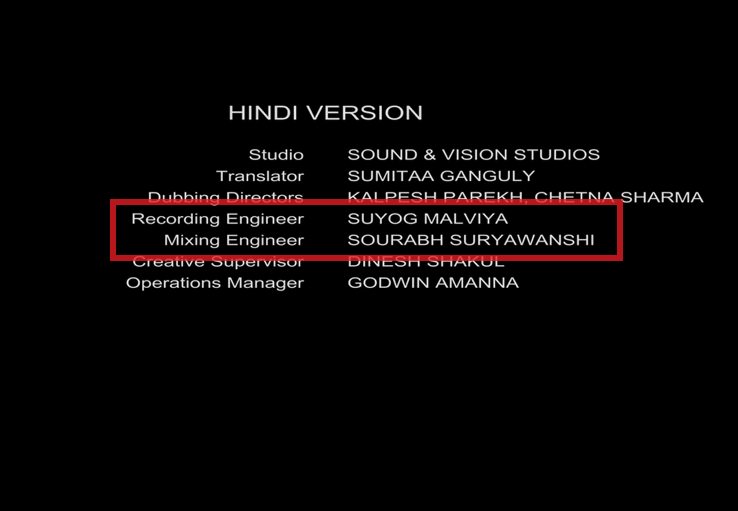 HINDI VERSION
Studio SOUND & VISION STUDIOS
Translator SUMITAA GANGULY
Dubbing Directors KALPESH PAREKH, CHETNA SHARMA
Recording Engineer SUYOG MALVIYA
Mixing Engineer SOURABH SURYAWANSHI
Creative Supervisor DINESH SHAKUL
Operations Manager GODWIN AMANNA